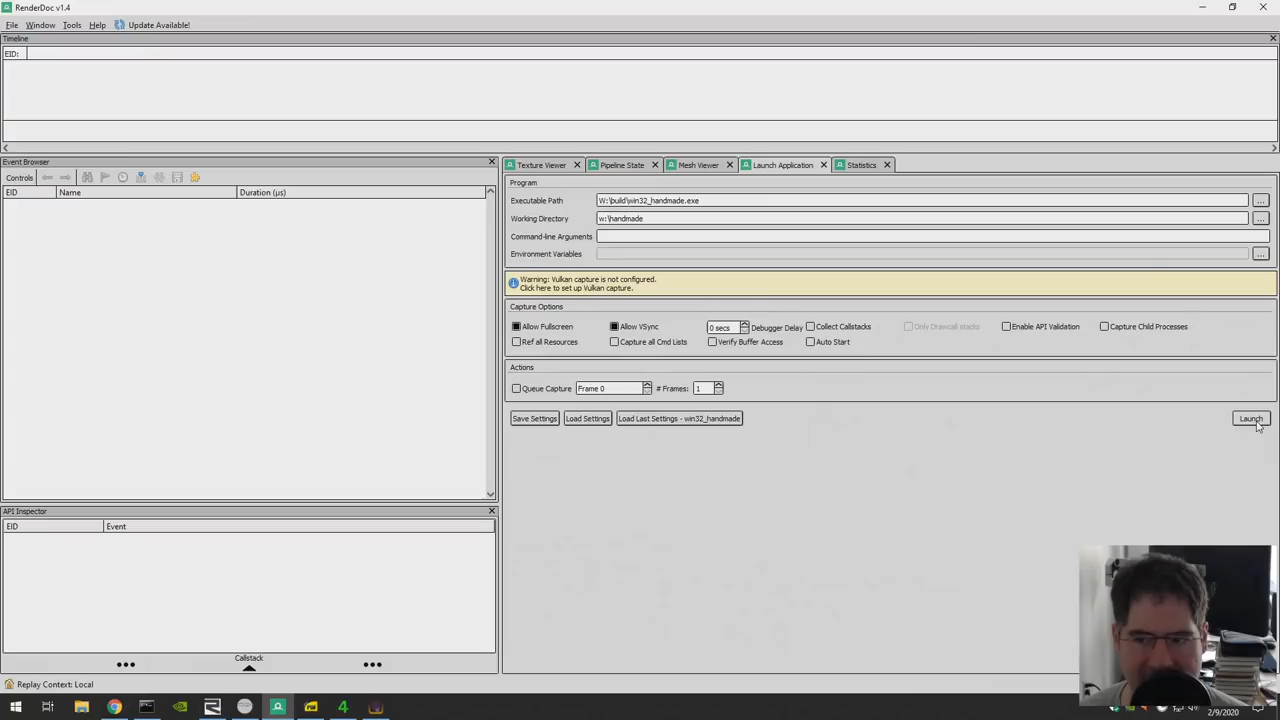 RenderDoc v1.4
File Window Tools Help Update Available!
Timeline
EID:
Event Browser
Controls
EID Name Duration (μs)
API Inspector
EID Event
Callstack
Texture Viewer Pipeline State Mesh Viewer Launch Application Statistics
Program
Executable Path W:\build\win32_handmade.exe ...
Working Directory w:\handmade ...
Command-line Arguments
Environment Variables ...
Warning: Vulkan capture is not configured.
Click here to set up Vulkan capture.
Capture Options
Allow Fullscreen Allow VSync 0 secs Debugger Delay Collect Callstacks Only Drawcall stacks Enable API Validation Capture Child Processes
Ref all Resources Capture all Cmd Lists Verify Buffer Access Auto Start
Actions
Queue Capture Frame 0 # Frames: 1
Save Settings Load Settings Load Last Settings - win32_handmade Launch
Replay Context: Local
4
2/9/2020